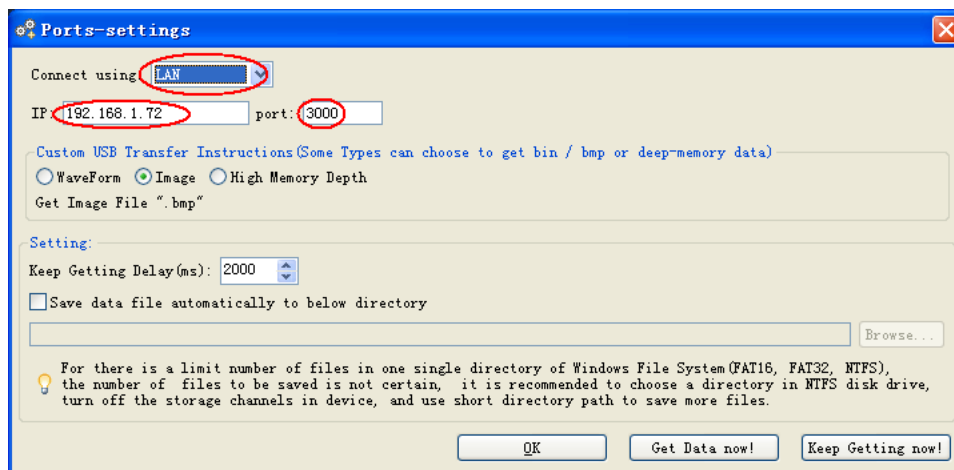 Ports-settings
Connect using: LAN
IP: 192.168.1.72 port: 3000
Custom USB Transfer Instructions(Some Types can choose to get bin / bmp or deep-memory data)
WaveForm Image High Memory Depth
Get Image File ".bmp"
Setting:
Keep Getting Delay(ms): 2000
Save data file automatically to below directory
Browse...
For there is a limit number of files in one single directory of Windows File System(FAT16, FAT32, NTFS),
the number of files to be saved is not certain, it is recommended to choose a directory in NTFS disk drive,
turn off the storage channels in device, and use short directory path to save more files.
OK Get Data now! Keep Getting now!